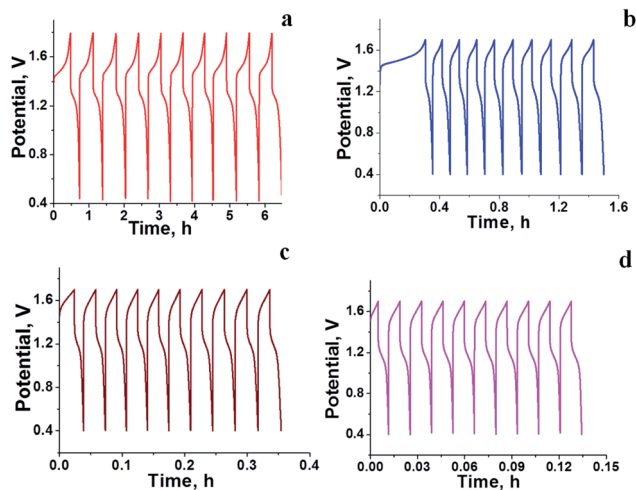 a
Potential, V
1.6
1.2
0.8
0.4
0 1 2 3 4 5 6
Time, h
b
Potential, V
1.6
1.2
0.8
0.4
0.0 0.4 0.8 1.2 1.6
Time, h
c
Potential, V
1.6
1.2
0.8
0.4
0.0 0.1 0.2 0.3 0.4
Time, h
d
Potential, V
1.6
1.2
0.8
0.4
0.00 0.03 0.06 0.09 0.12 0.15
Time, h